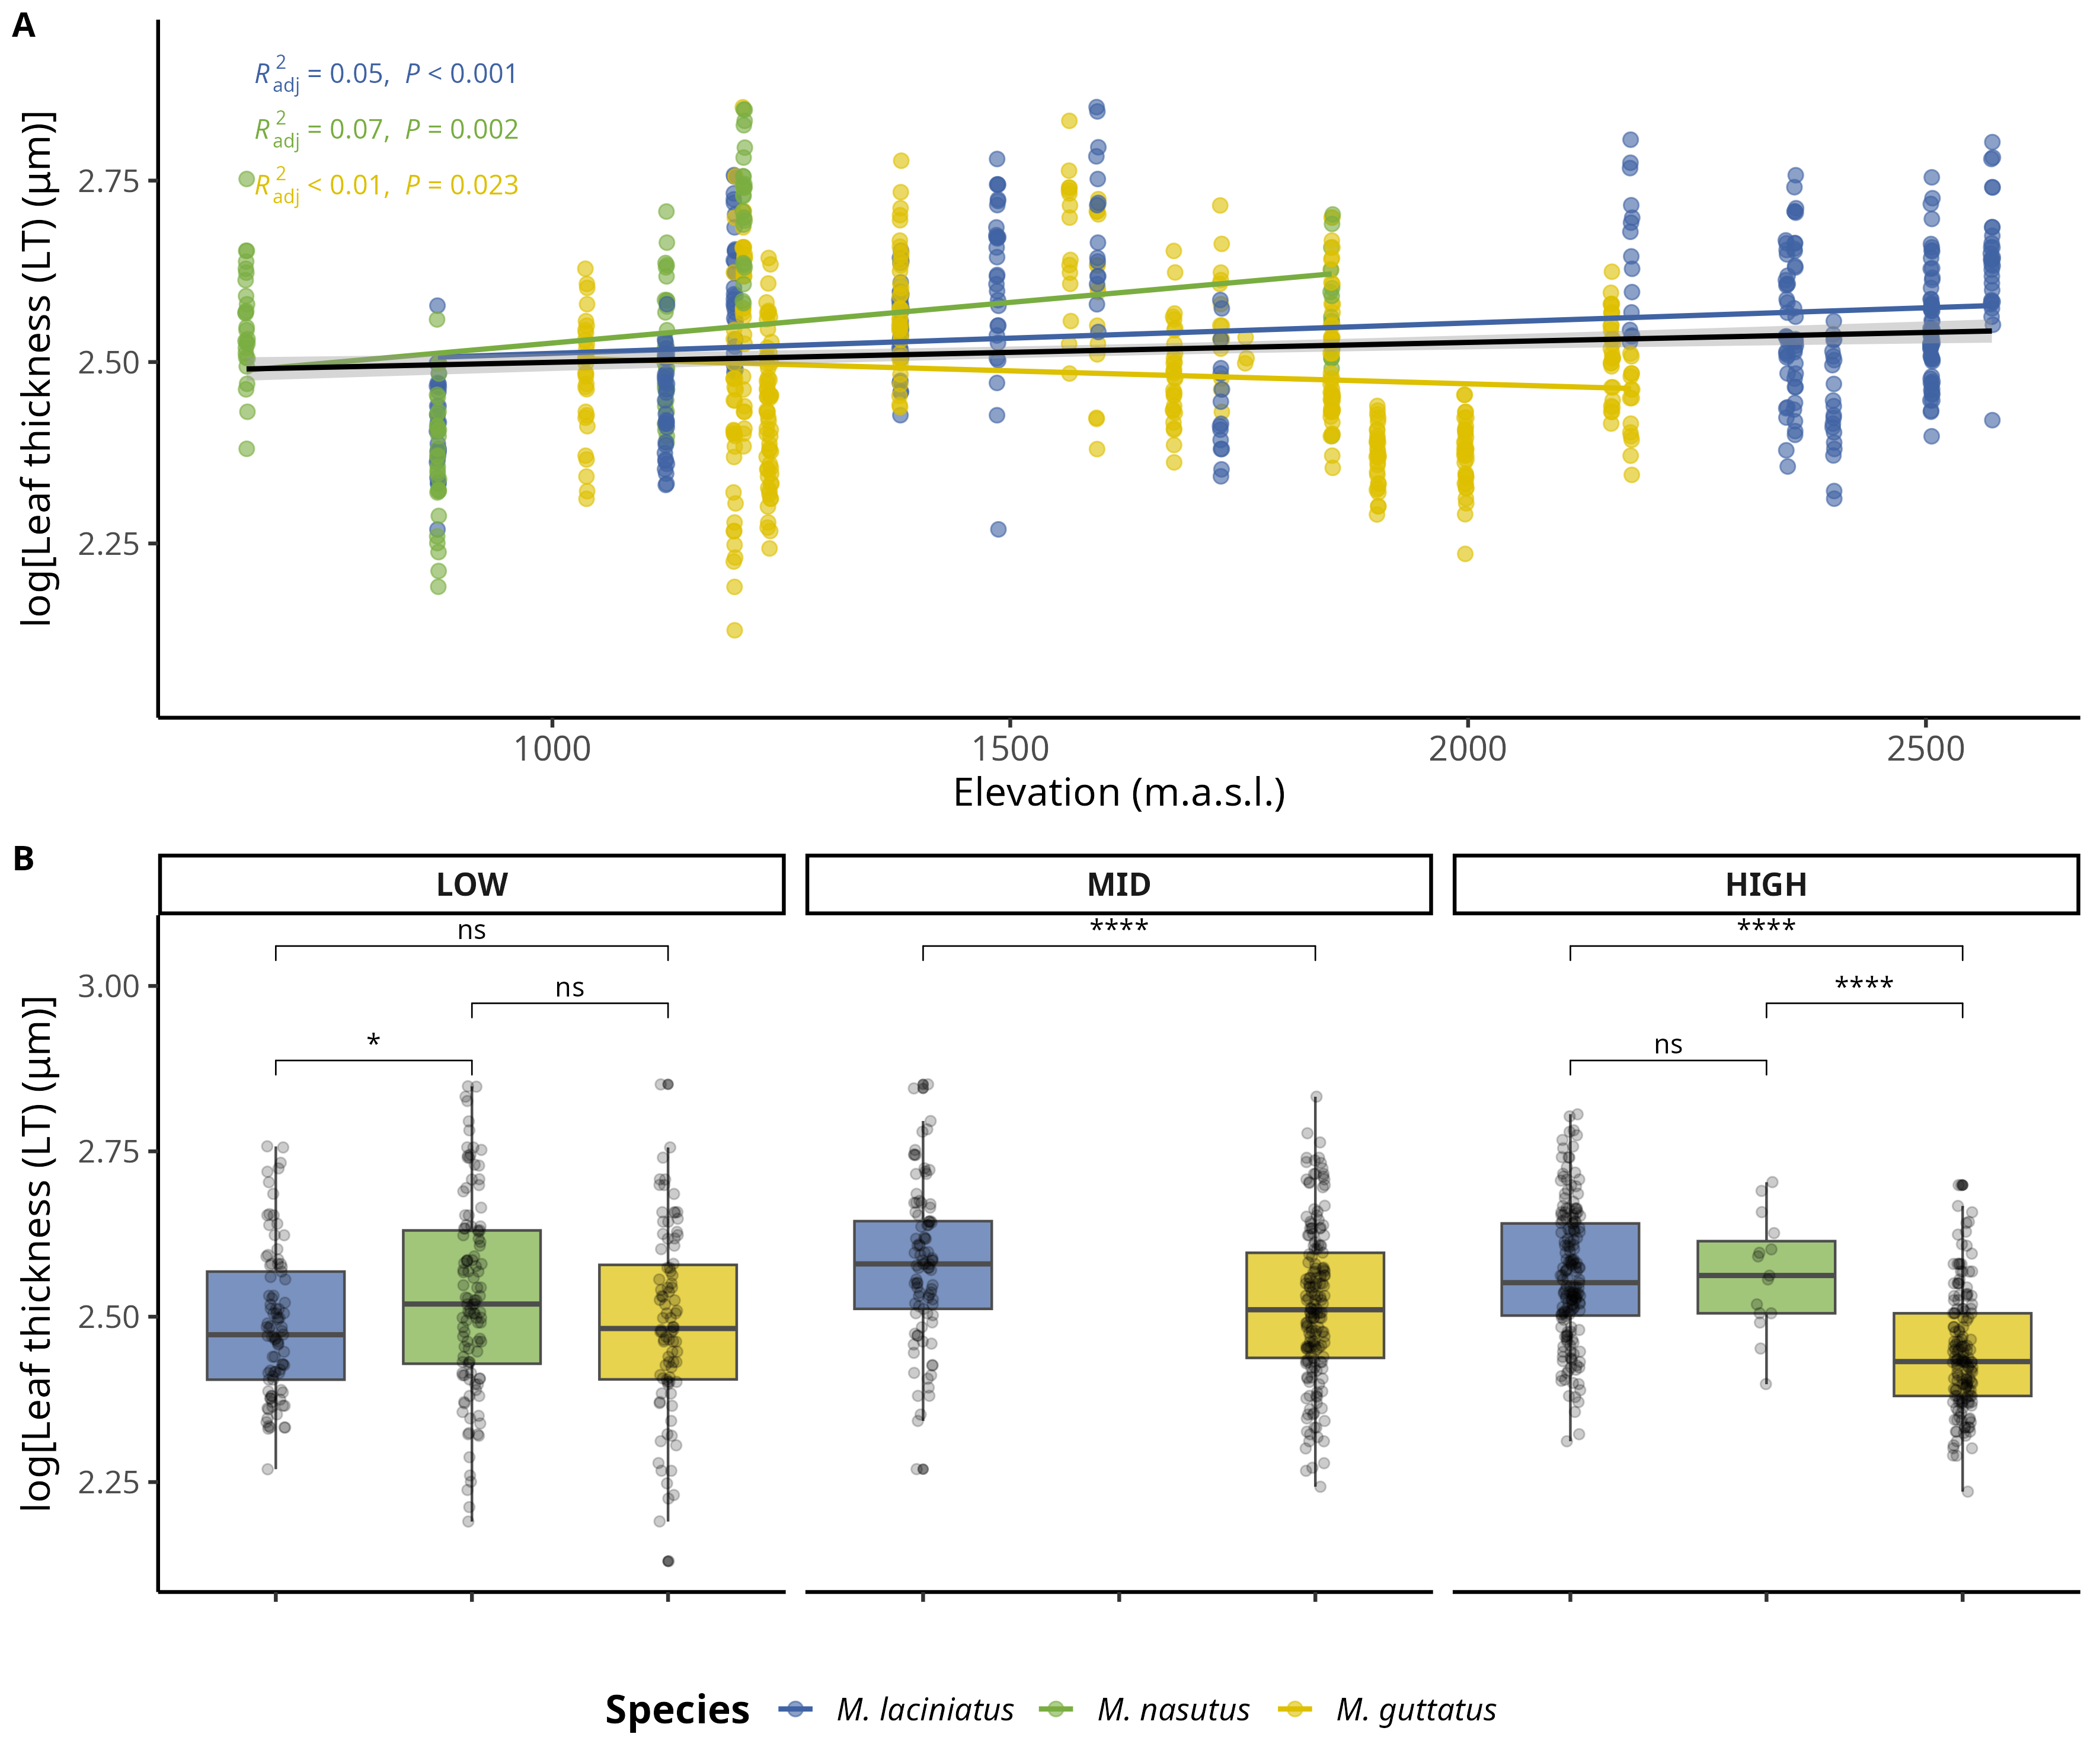 A
R²adj = 0.05, P < 0.001
R²adj = 0.07, P = 0.002
R²adj < 0.01, P = 0.023
log[Leaf thickness (LT) (μm)]
2.75
2.50
2.25
1000 1500 2000 2500
Elevation (m.a.s.l.)
B
LOW MID HIGH
ns **** ****
ns ****
* ns
log[Leaf thickness (LT) (μm)]
3.00
2.75
2.50
2.25
Species M. laciniatus M. nasutus M. guttatus